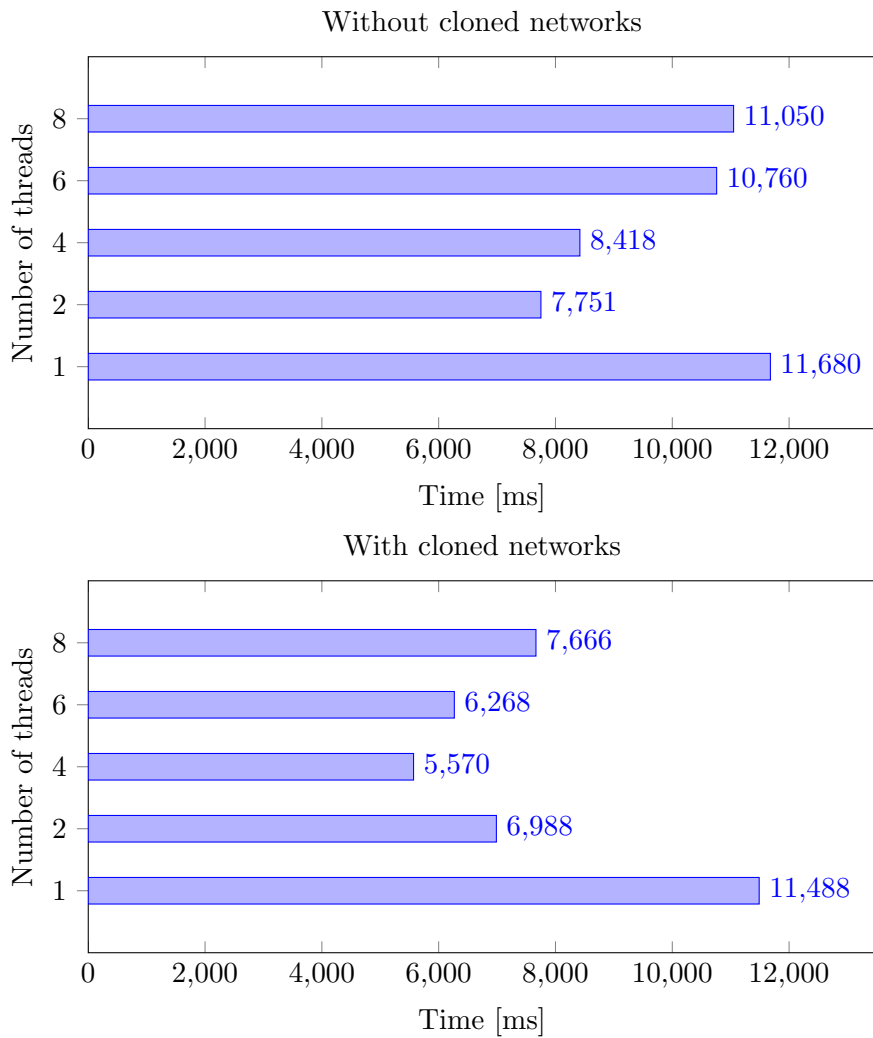 Without cloned networks
Number of threads
8 11,050
6 10,760
4 8,418
2 7,751
1 11,680
0 2,000 4,000 6,000 8,000 10,000 12,000
Time [ms]
With cloned networks
Number of threads
8 7,666
6 6,268
4 5,570
2 6,988
1 11,488
0 2,000 4,000 6,000 8,000 10,000 12,000
Time [ms]